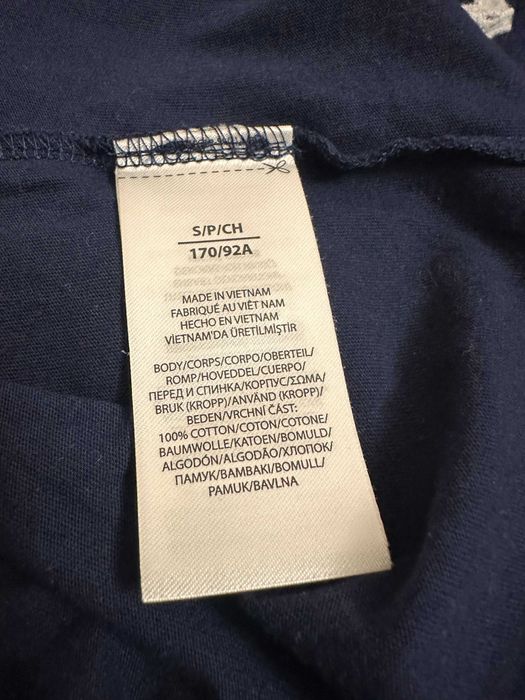 S/P/CH
170/92A
MADE IN VIETNAM
FABRIQUÉ AU VIÊT NAM
HECHO EN VIETNAM
VİETNAM'DA ÜRETİLMİŞTİR
BODY/CORPS/CORPO/OBERTEIL/
ROMP/HOVEDDEL/CUERPO/
ПЕРЕД И СПИНКА/КОРПУС/ΣΩΜΑ/
BRUK (KROPP)/ANVÄND (KROPP)/
BEDEN/VRCHNÍ ČÁST:
100% COTTON/COTON/COTONE/
BAUMWOLLE/KATOEN/BOMULD/
ALGODÓN/ALGODÃO/ХЛОПОК/
ПАМУК/BAMBAKI/BOMULL/
PAMUK/BAVLNA